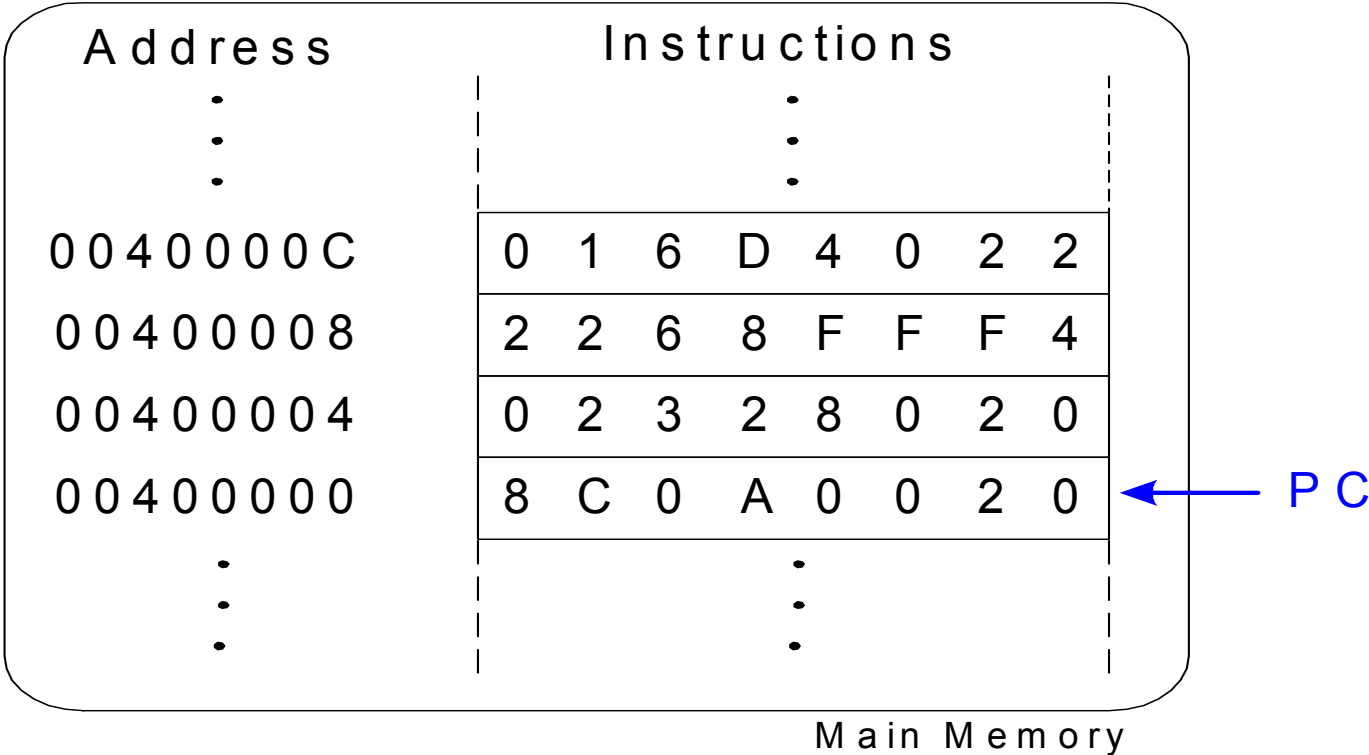 Address Instructions
0040000C 0 1 6 D 4 0 2 2
00400008 2 2 6 8 F F F 4
00400004 0 2 3 2 8 0 2 0
00400000 8 C 0 A 0 0 2 0 PC
Main Memory